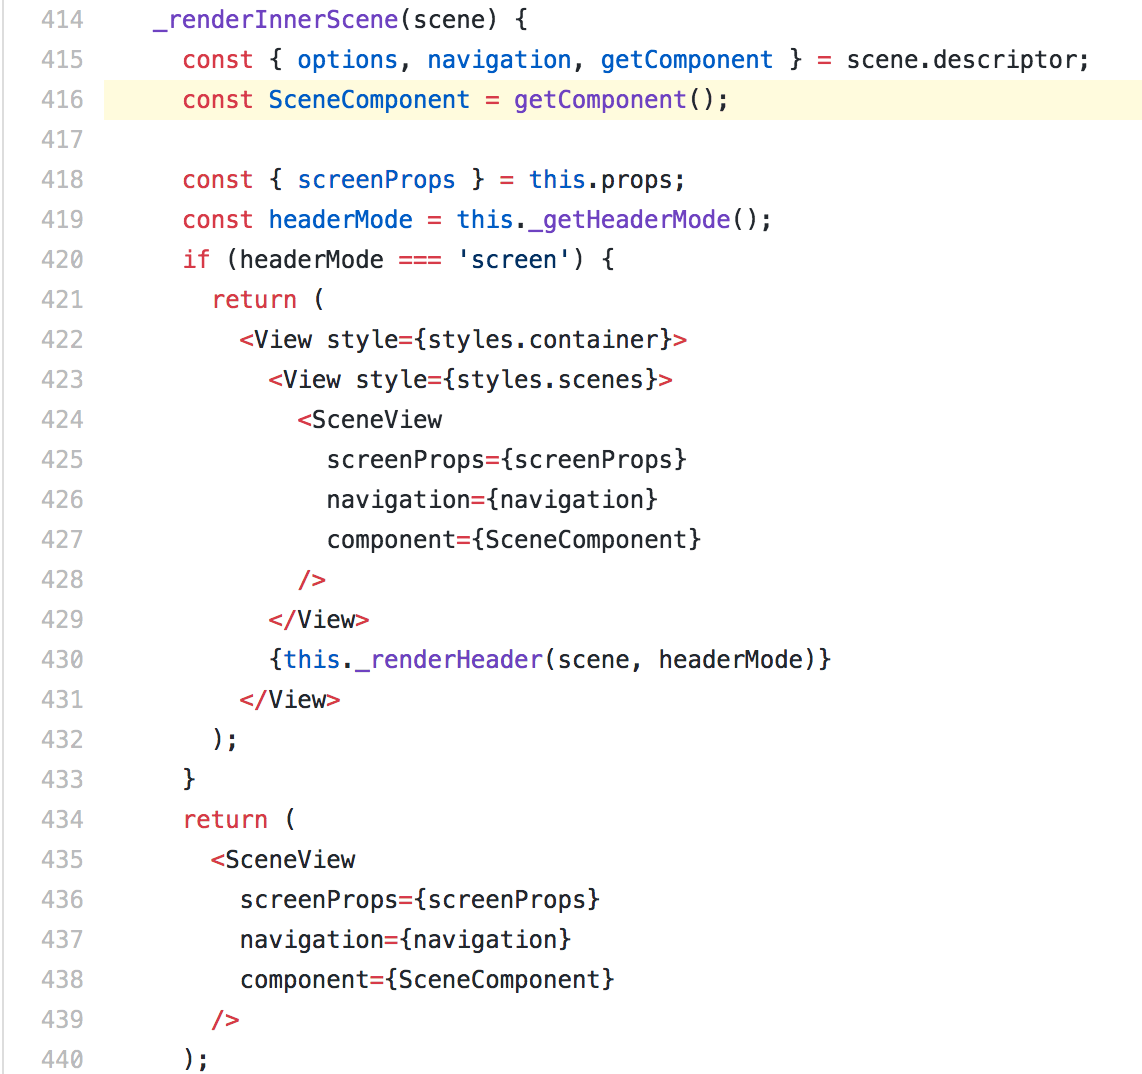 414 _renderInnerScene(scene) {
415 const { options, navigation, getComponent } = scene.descriptor;
416 const SceneComponent = getComponent();
417
418 const { screenProps } = this.props;
419 const headerMode = this._getHeaderMode();
420 if (headerMode === 'screen') {
421 return (
422 <View style={styles.container}>
423 <View style={styles.scenes}>
424 <SceneView
425 screenProps={screenProps}
426 navigation={navigation}
427 component={SceneComponent}
428 />
429 </View>
430 {this._renderHeader(scene, headerMode)}
431 </View>
432 );
433 }
434 return (
435 <SceneView
436 screenProps={screenProps}
437 navigation={navigation}
438 component={SceneComponent}
439 />
440 );